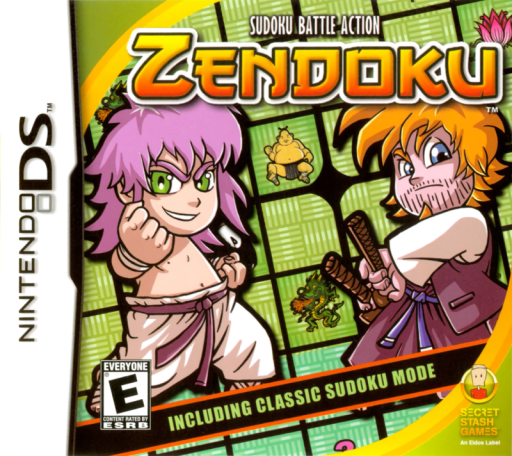 SUDOKU BATTLE ACTION
ZENDOKU
TM
NINTENDO DS
TM
EVERYONE
E
CONTENT RATED BY
ESRB
INCLUDING CLASSIC SUDOKU MODE
SECRET
STASH
GAMES
An Eidos Label